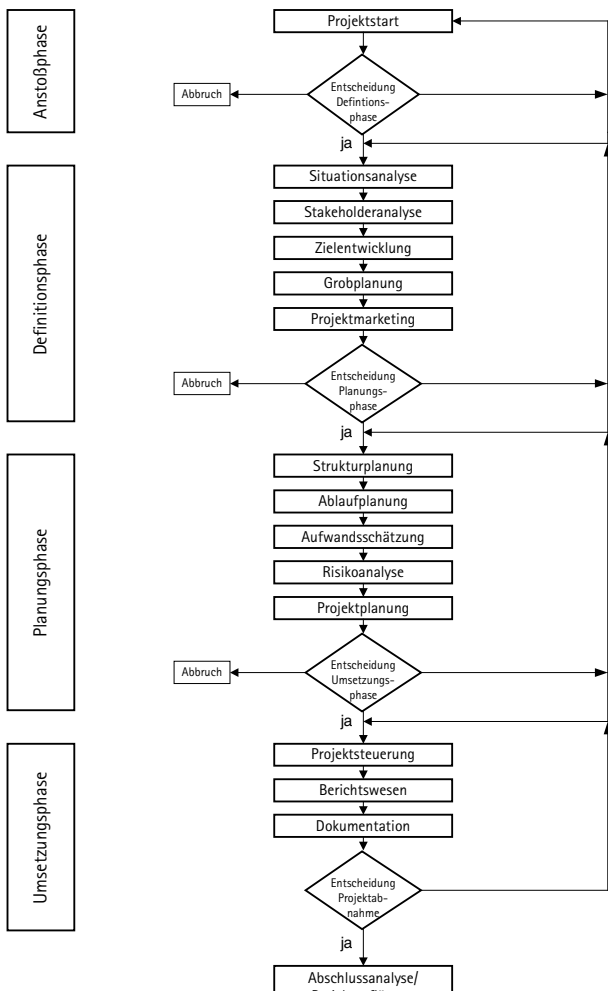 Anstoßphase
Projektstart
Entscheidung
Defintions-
phase
Abbruch
ja
Definitionsphase
Situationsanalyse
Stakeholderanalyse
Zielentwicklung
Grobplanung
Projektmarketing
Entscheidung
Planungs-
phase
Abbruch
ja
Planungsphase
Strukturplanung
Ablaufplanung
Aufwandsschätzung
Risikoanalyse
Projektplanung
Entscheidung
Umsetzungs-
phase
Abbruch
ja
Umsetzungsphase
Projektsteuerung
Berichtswesen
Dokumentation
Entscheidung
Projektab-
nahme
ja
Abschlussanalyse/